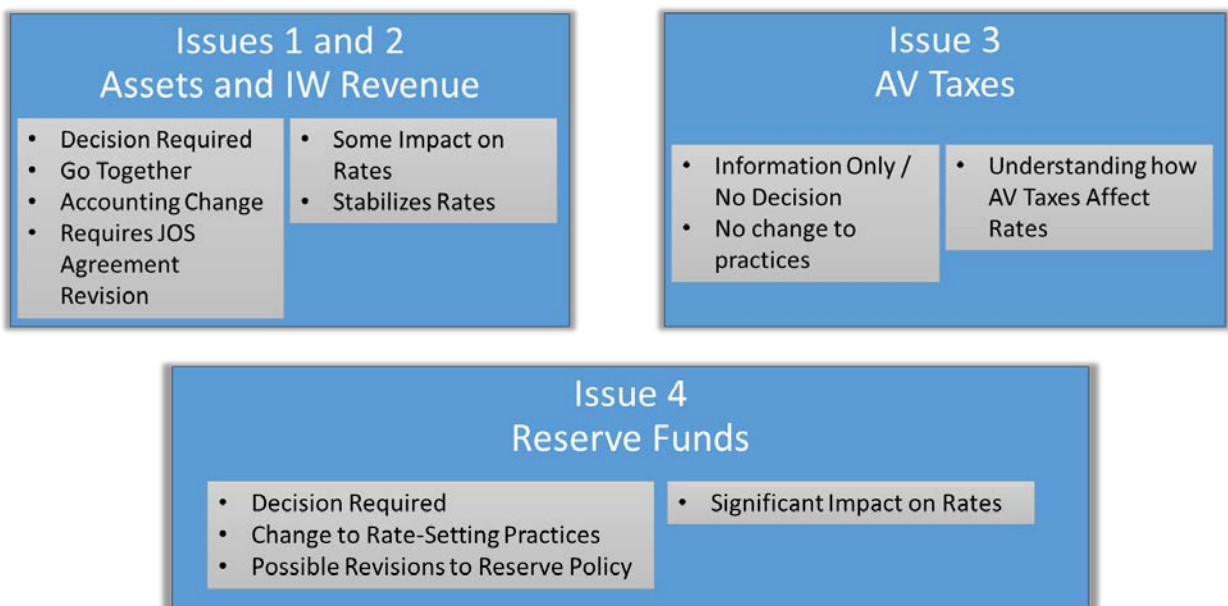 Issues 1 and 2
Assets and IW Revenue
• Decision Required
• Go Together
• Accounting Change
• Requires JOS
Agreement
Revision
• Some Impact on
Rates
• Stabilizes Rates
Issue 3
AV Taxes
• Information Only /
No Decision
• No change to
practices
• Understanding how
AV Taxes Affect
Rates
Issue 4
Reserve Funds
• Decision Required
• Change to Rate-Setting Practices
• Possible Revisions to Reserve Policy
• Significant Impact on Rates